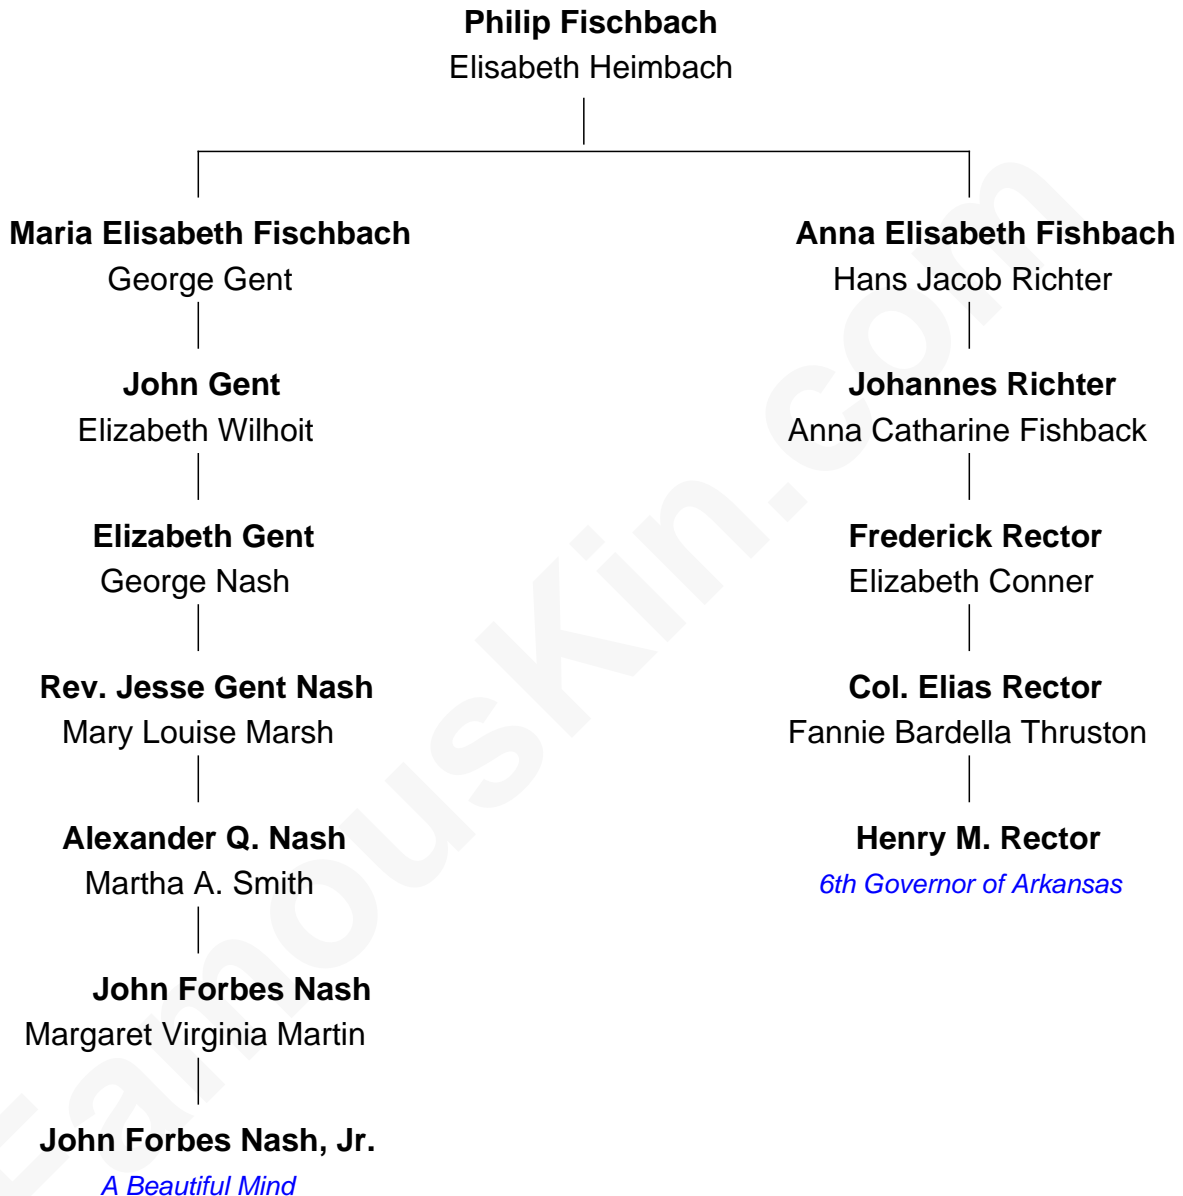 Philip Fischbach
Elisabeth Heimbach
Maria Elisabeth Fischbach
George Gent
John Gent
Elizabeth Wilhoit
Elizabeth Gent
George Nash
Rev. Jesse Gent Nash
Mary Louise Marsh
Alexander Q. Nash
Martha A. Smith
John Forbes Nash
Margaret Virginia Martin
John Forbes Nash, Jr.
A Beautiful Mind
Anna Elisabeth Fishbach
Hans Jacob Richter
Johannes Richter
Anna Catharine Fishback
Frederick Rector
Elizabeth Conner
Col. Elias Rector
Fannie Bardella Thruston
Henry M. Rector
6th Governor of Arkansas
FamousKin.com